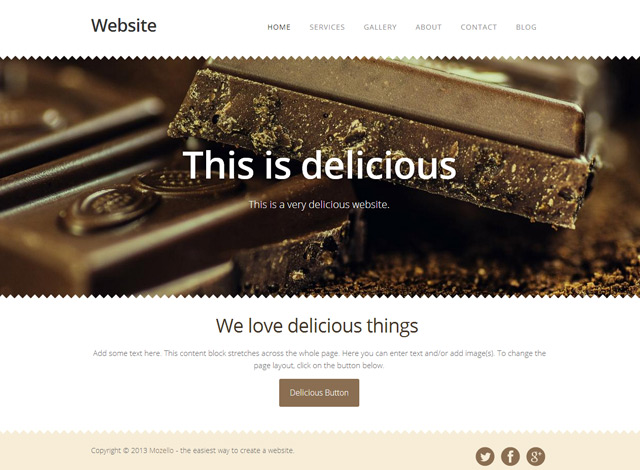 Website
HOME SERVICES GALLERY ABOUT CONTACT BLOG
This is delicious
This is a very delicious website.
We love delicious things
Add some text here. This content block stretches across the whole page. Here you can enter text and/or add image(s). To change the
page layout, click on the button below.
Delicious Button
Copyright © 2013 Mozello - the easiest way to create a website.